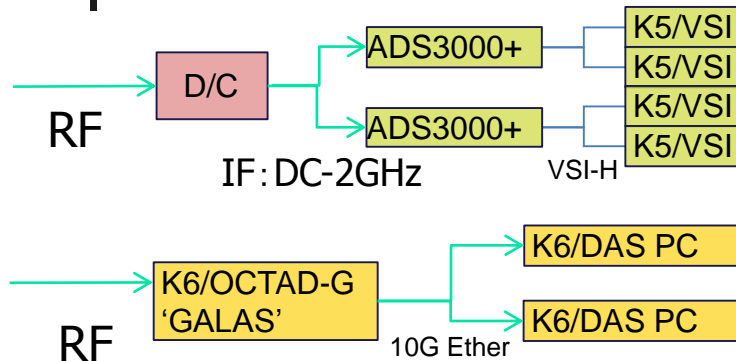 D/C
ADS3000+
ADS3000+
K5/VSI
K5/VSI
K5/VSI
K5/VSI
RF
IF:DC-2GHz
VSI-H
K6/OCTAD-G
‘GALAS’
K6/DAS PC
K6/DAS PC
RF
10G Ether